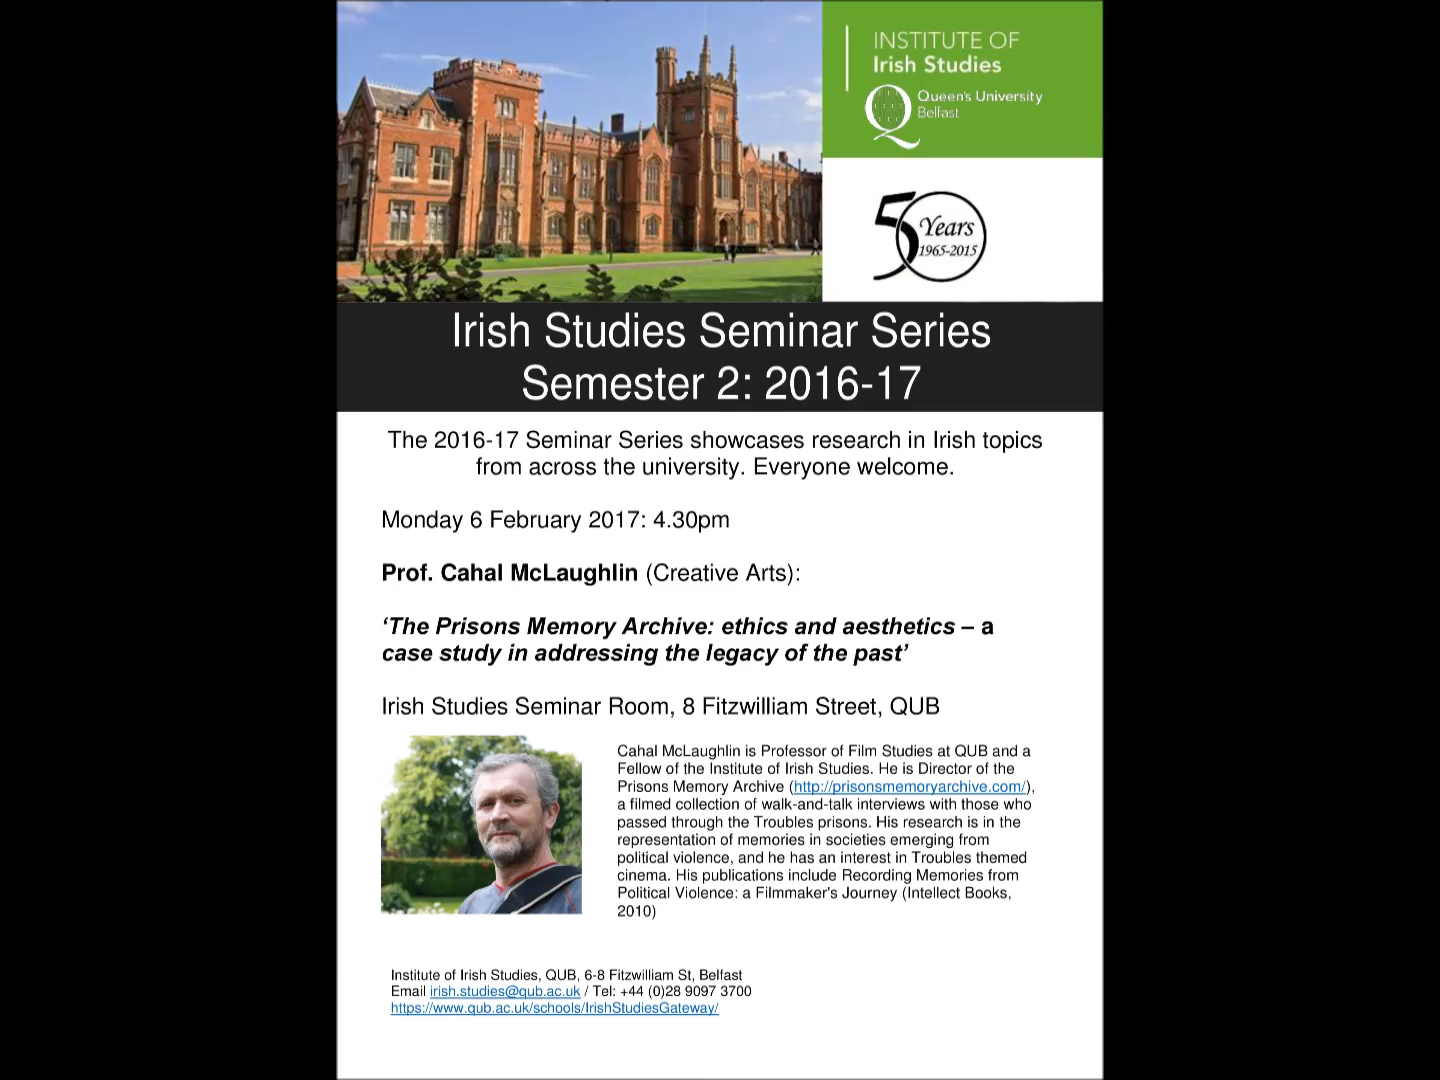 INSTITUTE OF
Irish Studies
Queen's University
Belfast
50 Years
1965-2015
Irish Studies Seminar Series
Semester 2: 2016-17
The 2016-17 Seminar Series showcases research in Irish topics
from across the university. Everyone welcome.
Monday 6 February 2017: 4.30pm
Prof. Cahal McLaughlin (Creative Arts):
‘The Prisons Memory Archive: ethics and aesthetics – a
case study in addressing the legacy of the past’
Irish Studies Seminar Room, 8 Fitzwilliam Street, QUB
Cahal McLaughlin is Professor of Film Studies at QUB and a
Fellow of the Institute of Irish Studies. He is Director of the
Prisons Memory Archive (http://prisonsmemoryarchive.com/),
a filmed collection of walk-and-talk interviews with those who
passed through the Troubles prisons. His research is in the
representation of memories in societies emerging from
political violence, and he has an interest in Troubles themed
cinema. His publications include Recording Memories from
Political Violence: a Filmmaker's Journey (Intellect Books,
2010)
Institute of Irish Studies, QUB, 6-8 Fitzwilliam St, Belfast
Email irish.studies@qub.ac.uk / Tel: +44 (0)28 9097 3700
https://www.qub.ac.uk/schools/IrishStudiesGateway/